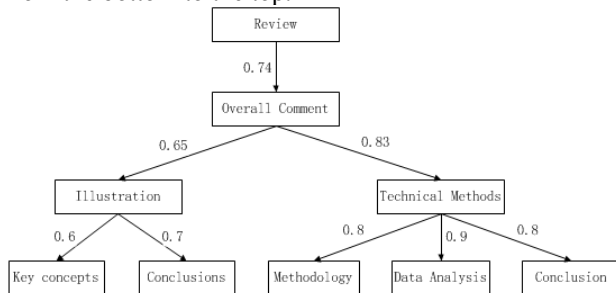 Review
0.74
Overall Comment
0.65
0.83
Illustration
Technical Methods
0.6
0.7
0.8
0.9
0.8
Key concepts
Conclusions
Methodology
Data Analysis
Conclusion